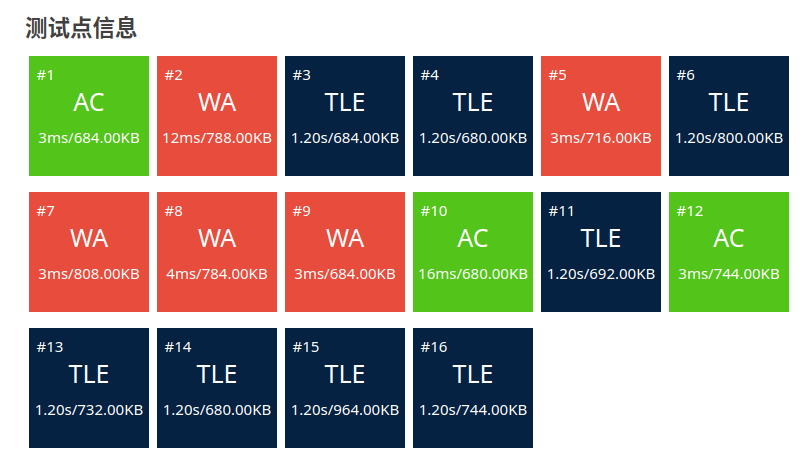 测试点信息
#1 #2 #3 #4 #5 #6
AC WA TLE TLE WA TLE
3ms/684.00KB 12ms/788.00KB 1.20s/684.00KB 1.20s/680.00KB 3ms/716.00KB 1.20s/800.00KB
#7 #8 #9 #10 #11 #12
WA WA WA AC TLE AC
3ms/808.00KB 4ms/784.00KB 3ms/684.00KB 16ms/680.00KB 1.20s/692.00KB 3ms/744.00KB
#13 #14 #15 #16
TLE TLE TLE TLE
1.20s/732.00KB 1.20s/680.00KB 1.20s/964.00KB 1.20s/744.00KB